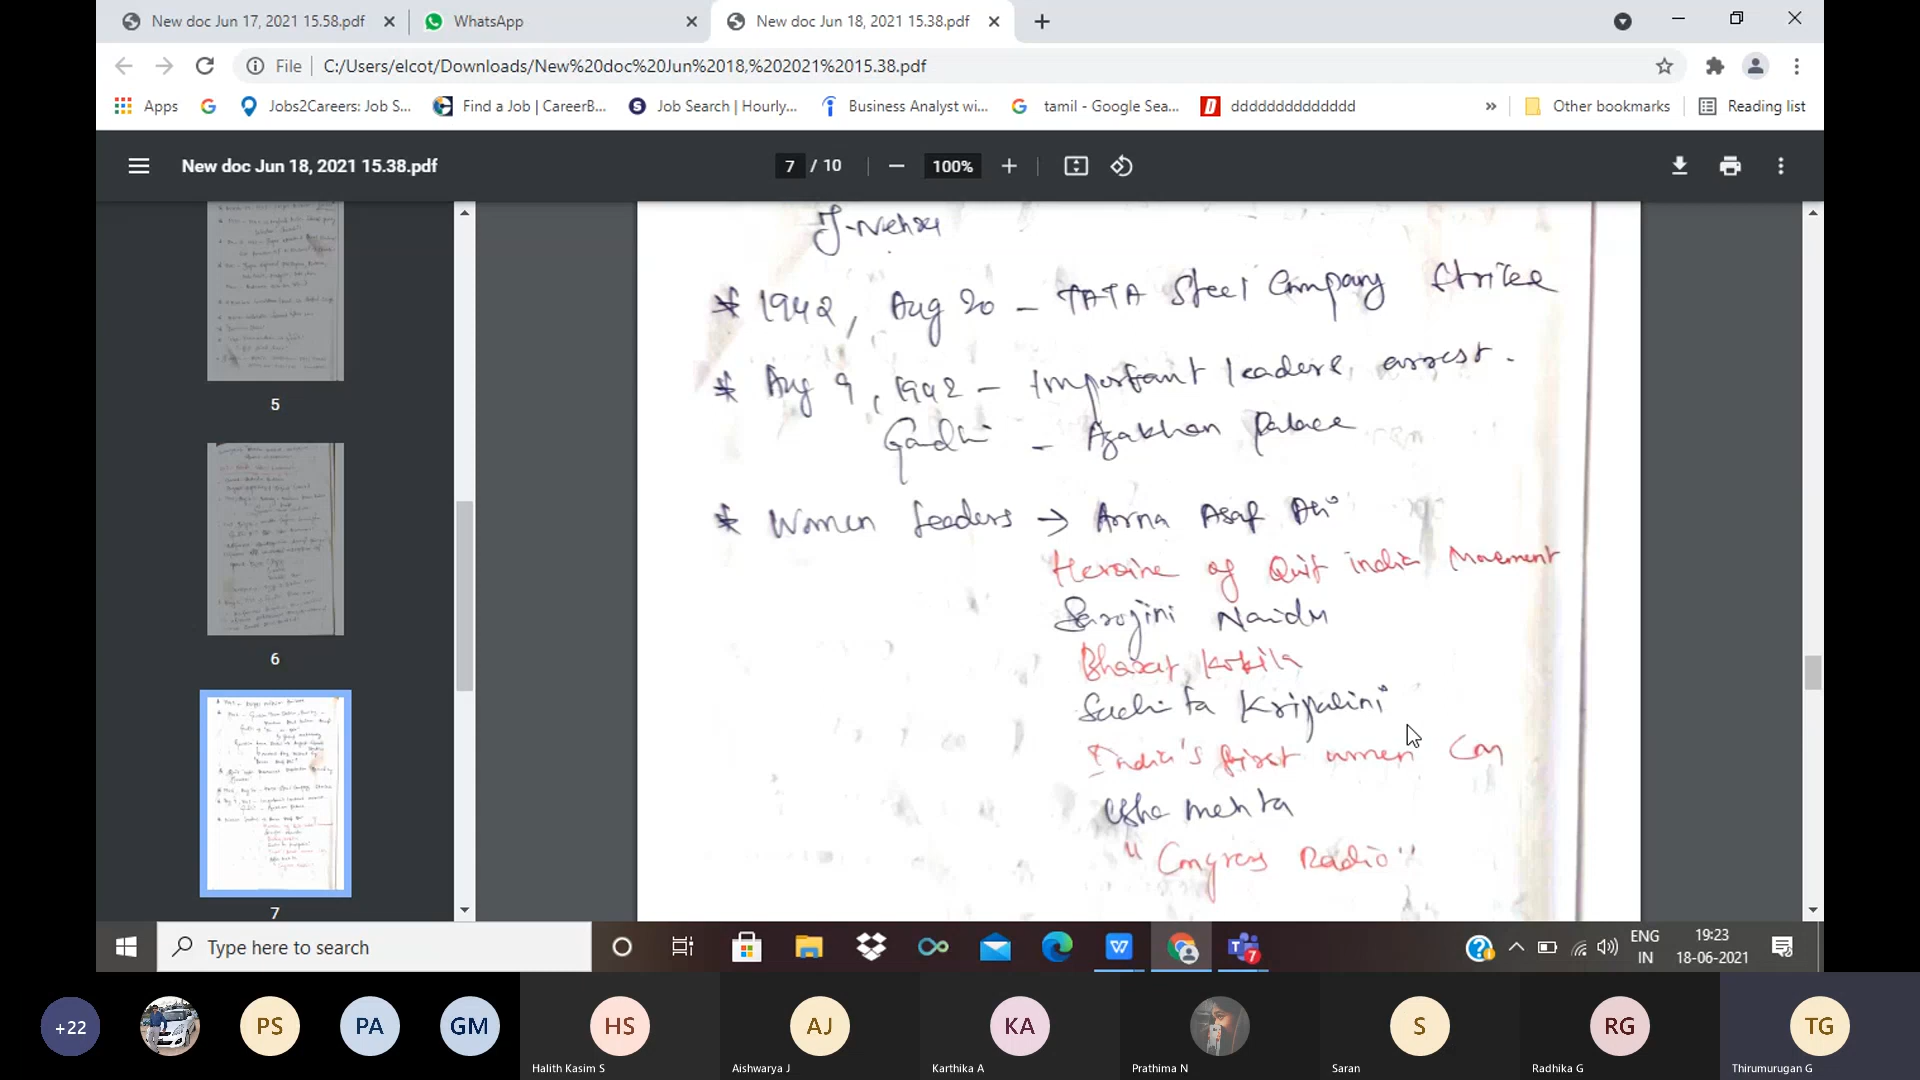 New doc Jun 17, 2021 15.58.pdf
WhatsApp
New doc Jun 18, 2021 15.38.pdf
File
C:/Users/elcot/Downloads/New%20doc%20Jun%2018,%202021%2015.38.pdf
Apps
Jobs2Careers: Job S...
Find a Job | CareerB...
Job Search | Hourly,...
Business Analyst wi...
tamil - Google Sea...
dddddddddddddd
»
Other bookmarks
Reading list
New doc Jun 18, 2021 15.38.pdf
7 / 10
100%
5
6
7
J-Nehru
* 1942, Aug 20 - TATA Steel Company Strike
* Aug 9, 1942 - Important leaders arrest.
Gandhi - Agakhan Palace
* Women leaders → Asaf Ali
Heroine of Quit india Movement
Sarojini Naidu
Bharat Kokila
Kripalini
India's first women
Usha mehta
"Congress Radio"
Type here to search
W
7
ENG
IN
19:23
18-06-2021
+22
PS
PA
GM
HS
Halith Kasim S
AJ
Aishwarya J
KA
Karthika A
Prathima N
S
Saran
RG
Radhika G
TG
Thirumurugan G